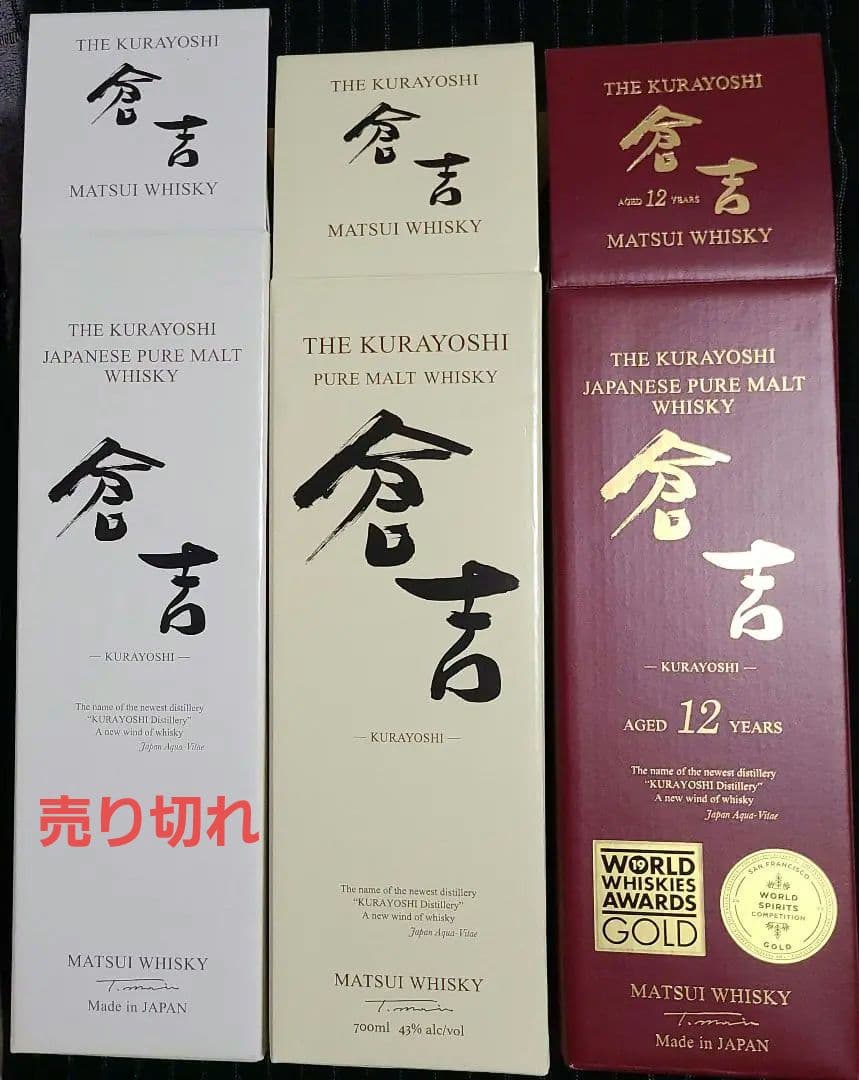 THE KURAYOSHI
倉吉
MATSUI WHISKY
THE KURAYOSHI
JAPANESE PURE MALT
WHISKY
倉吉
— KURAYOSHI —
The name of the newest distillery
“KURAYOSHI Distillery”
A new wind of whisky
Japan Aqua-Vitae
売り切れ
MATSUI WHISKY
Made in JAPAN
THE KURAYOSHI
倉吉
MATSUI WHISKY
THE KURAYOSHI
PURE MALT WHISKY
倉吉
— KURAYOSHI —
The name of the newest distillery
“KURAYOSHI Distillery”
A new wind of whisky
Japan Aqua-Vitae
MATSUI WHISKY
700ml 43% alc/vol
THE KURAYOSHI
倉吉
AGED 12 YEARS
MATSUI WHISKY
THE KURAYOSHI
JAPANESE PURE MALT
WHISKY
倉吉
— KURAYOSHI —
AGED 12 YEARS
The name of the newest distillery
“KURAYOSHI Distillery”
A new wind of whisky
Japan Aqua-Vitae
19
WORLD
WHISKIES
AWARDS
GOLD
SAN FRANCISCO
WORLD
SPIRITS
COMPETITION
GOLD
MATSUI WHISKY
Made in JAPAN